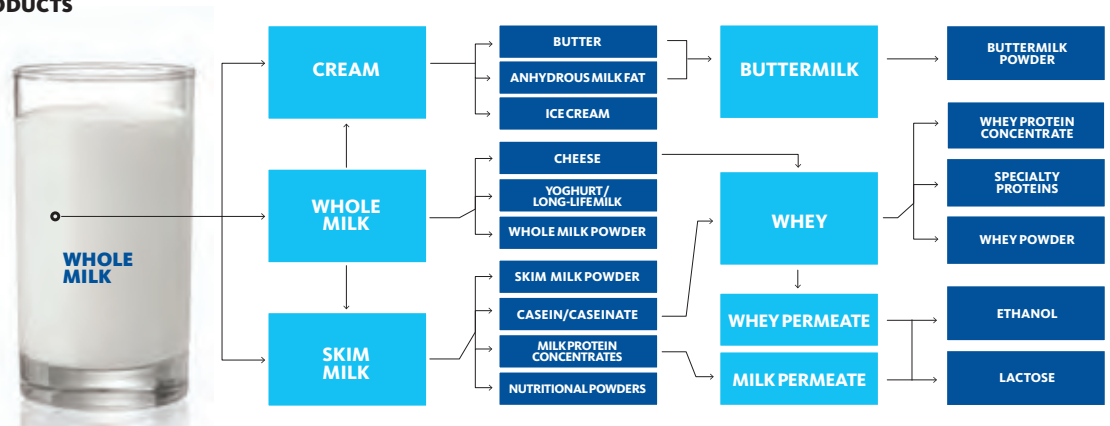 CREAM
WHOLE
MILK
SKIM
MILK
WHOLE
MILK
BUTTER
ANHYDROUS MILK FAT
ICE CREAM
CHEESE
YOGHURT/
LONG-LIFE MILK
WHOLE MILK POWDER
SKIM MILK POWDER
CASEIN/CASEINATE
MILK PROTEIN
CONCENTRATES
NUTRITIONAL POWDERS
BUTTERMILK
WHEY
WHEY PERMEATE
MILK PERMEATE
BUTTERMILK
POWDER
WHEY PROTEIN
CONCENTRATE
SPECIALTY
PROTEINS
WHEY POWDER
ETHANOL
LACTOSE